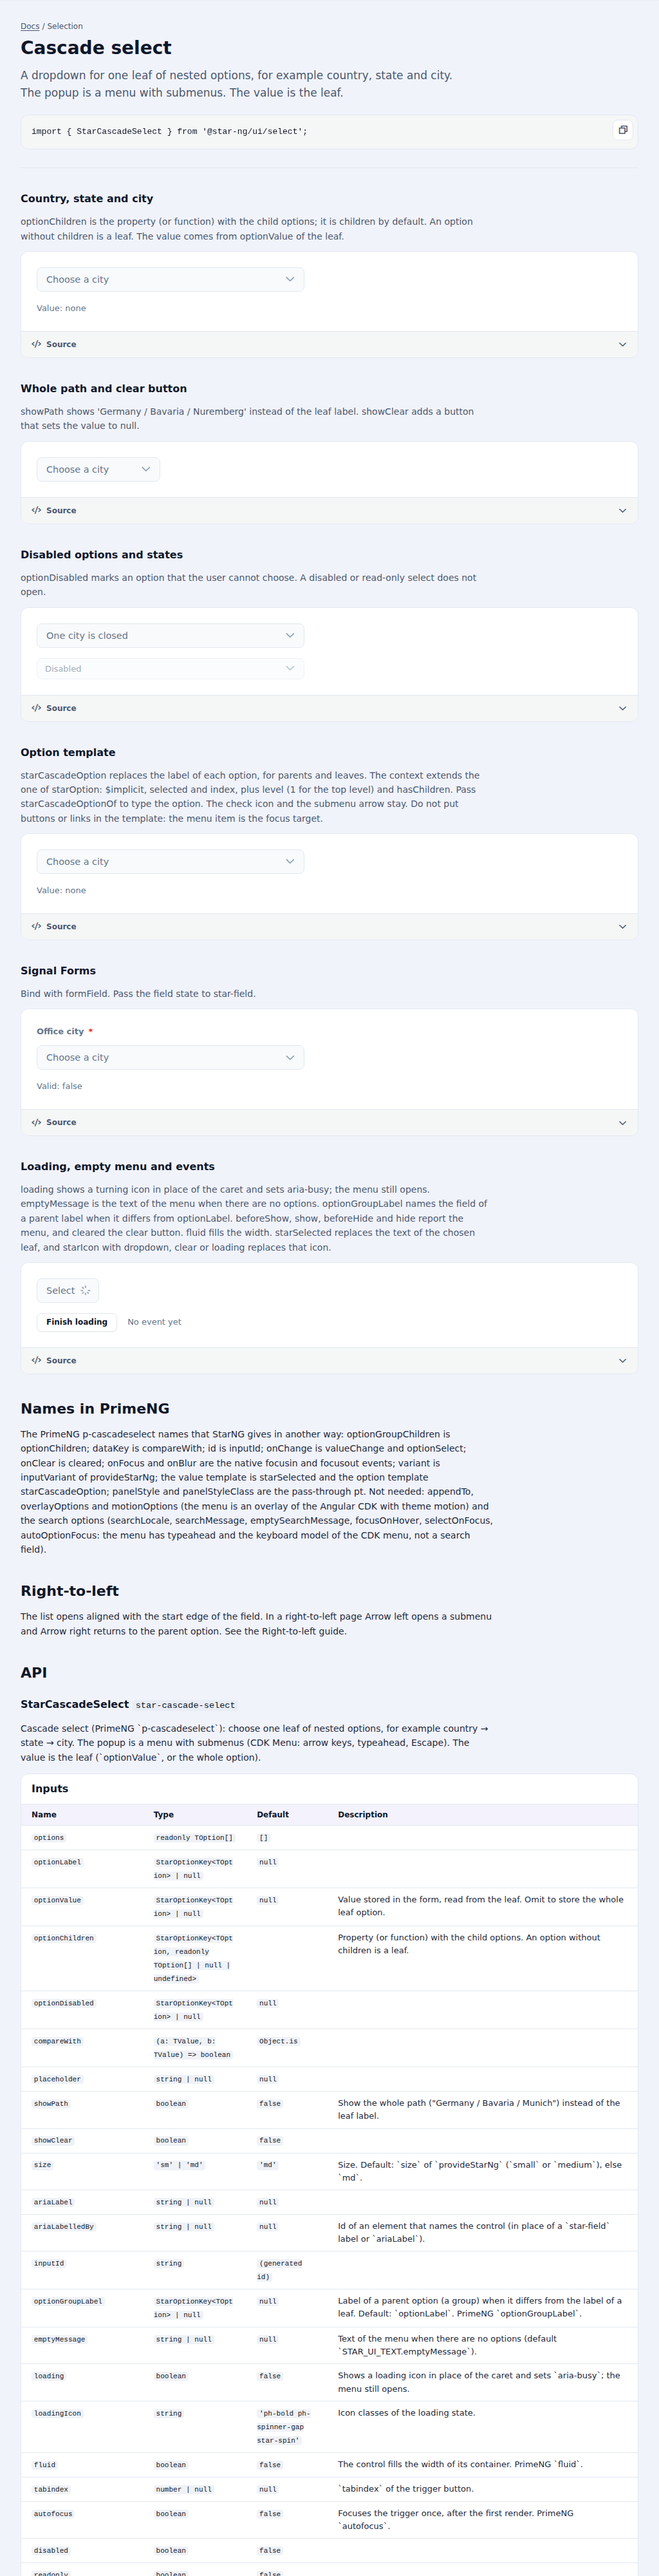 Docs / Selection
Cascade select
A dropdown for one leaf of nested options, for example country, state and city.
The popup is a menu with submenus. The value is the leaf.
import { StarCascadeSelect } from '@star-ng/ui/select';
Country, state and city
optionChildren is the property (or function) with the child options; it is children by default. An option
without children is a leaf. The value comes from optionValue of the leaf.
Choose a city
Value: none
Source
Whole path and clear button
showPath shows 'Germany / Bavaria / Nuremberg' instead of the leaf label. showClear adds a button
that sets the value to null.
Choose a city
Source
Disabled options and states
optionDisabled marks an option that the user cannot choose. A disabled or read-only select does not
open.
One city is closed
Disabled
Source
Option template
starCascadeOption replaces the label of each option, for parents and leaves. The context extends the
one of starOption: $implicit, selected and index, plus level (1 for the top level) and hasChildren. Pass
starCascadeOptionOf to type the option. The check icon and the submenu arrow stay. Do not put
buttons or links in the template: the menu item is the focus target.
Choose a city
Value: none
Source
Signal Forms
Bind with formField. Pass the field state to star-field.
Office city *
Choose a city
Valid: false
Source
Loading, empty menu and events
loading shows a turning icon in place of the caret and sets aria-busy; the menu still opens.
emptyMessage is the text of the menu when there are no options. optionGroupLabel names the field of
a parent label when it differs from optionLabel. beforeShow, show, beforeHide and hide report the
menu, and cleared the clear button. fluid fills the width. starSelected replaces the text of the chosen
leaf, and starIcon with dropdown, clear or loading replaces that icon.
Select
Finish loading No event yet
Source
Names in PrimeNG
The PrimeNG p-cascadeselect names that StarNG gives in another way: optionGroupChildren is
optionChildren; dataKey is compareWith; id is inputId; onChange is valueChange and optionSelect;
onClear is cleared; onFocus and onBlur are the native focusin and focusout events; variant is
inputVariant of provideStarNg; the value template is starSelected and the option template
starCascadeOption; panelStyle and panelStyleClass are the pass-through pt. Not needed: appendTo,
overlayOptions and motionOptions (the menu is an overlay of the Angular CDK with theme motion) and
the search options (searchLocale, searchMessage, emptySearchMessage, focusOnHover, selectOnFocus,
autoOptionFocus: the menu has typeahead and the keyboard model of the CDK menu, not a search
field).
Right-to-left
The list opens aligned with the start edge of the field. In a right-to-left page Arrow left opens a submenu
and Arrow right returns to the parent option. See the Right-to-left guide.
API
StarCascadeSelect star-cascade-select
Cascade select (PrimeNG `p-cascadeselect`): choose one leaf of nested options, for example country →
state → city. The popup is a menu with submenus (CDK Menu: arrow keys, typeahead, Escape). The
value is the leaf (`optionValue`, or the whole option).
Inputs
Name Type Default Description
options readonly TOption[] []
optionLabel StarOptionKey<TOpt null
ion> | null
optionValue StarOptionKey<TOpt null Value stored in the form, read from the leaf. Omit to store the whole
ion> | null leaf option.
optionChildren StarOptionKey<TOpt Property (or function) with the child options. An option without
ion, readonly children is a leaf.
TOption[] | null |
undefined>
optionDisabled StarOptionKey<TOpt null
ion> | null
compareWith (a: TValue, b: Object.is
TValue) => boolean
placeholder string | null null
showPath boolean false Show the whole path ("Germany / Bavaria / Munich") instead of the
leaf label.
showClear boolean false
size 'sm' | 'md' 'md' Size. Default: `size` of `provideStarNg` (`small` or `medium`), else
`md`.
ariaLabel string | null null
ariaLabelledBy string | null null Id of an element that names the control (in place of a `star-field`
label or `ariaLabel`).
inputId string (generated
id)
optionGroupLabel StarOptionKey<TOpt null Label of a parent option (a group) when it differs from the label of a
ion> | null leaf. Default: `optionLabel`. PrimeNG `optionGroupLabel`.
emptyMessage string | null null Text of the menu when there are no options (default
`STAR_UI_TEXT.emptyMessage`).
loading boolean false Shows a loading icon in place of the caret and sets `aria-busy`; the
menu still opens.
loadingIcon string 'ph-bold ph- Icon classes of the loading state.
spinner-gap
star-spin'
fluid boolean false The control fills the width of its container. PrimeNG `fluid`.
tabindex number | null null `tabindex` of the trigger button.
autofocus boolean false Focuses the trigger once, after the first render. PrimeNG
`autofocus`.
disabled boolean false
readonly boolean false